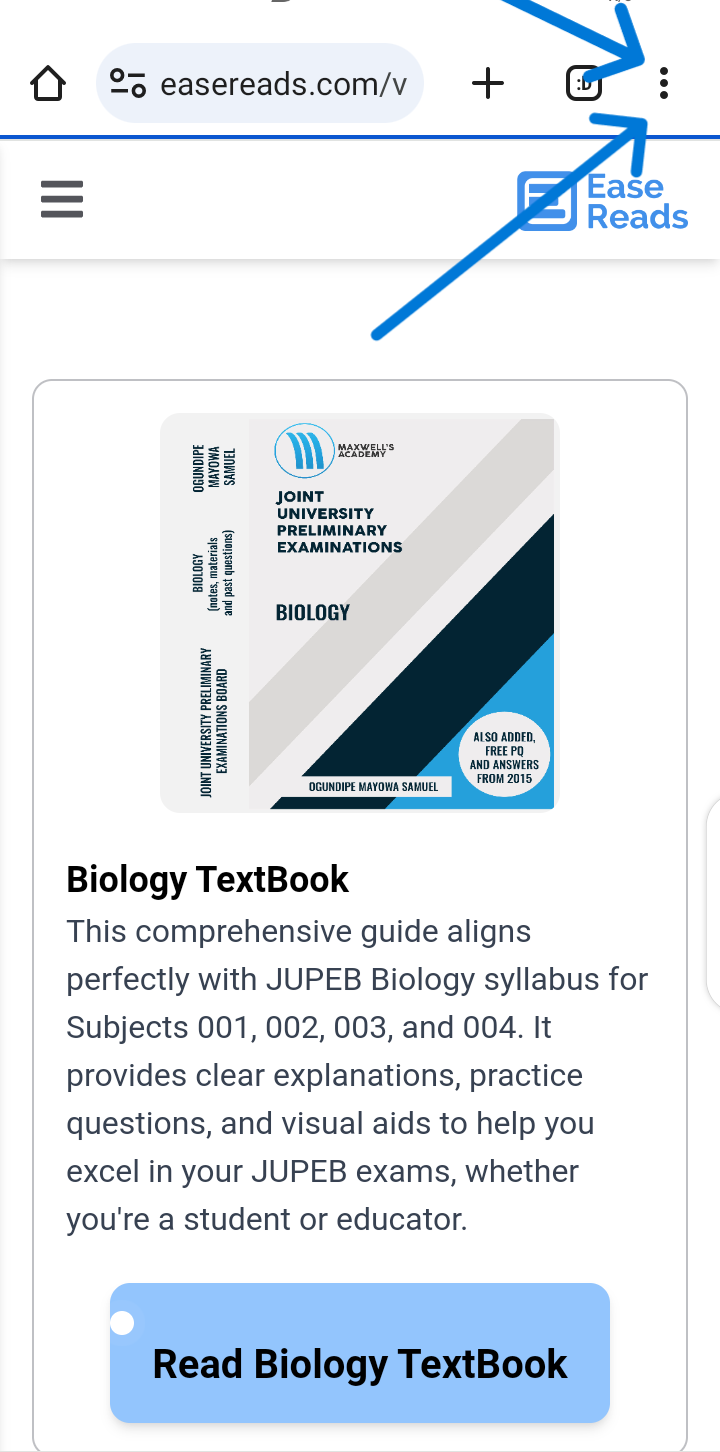 easereads.com/v
:D
Ease
Reads
OGUNDIPE
MAYOWA
SAMUEL
BIOLOGY
(notes, materials
and past questions)
JOINT UNIVERSITY PRELIMINARY
EXAMINATIONS BOARD
MAXWELL'S
ACADEMY
JOINT
UNIVERSITY
PRELIMINARY
EXAMINATIONS
BIOLOGY
ALSO ADDED,
FREE PQ
AND ANSWERS
FROM 2015
OGUNDIPE MAYOWA SAMUEL
Biology TextBook
This comprehensive guide aligns
perfectly with JUPEB Biology syllabus for
Subjects 001, 002, 003, and 004. It
provides clear explanations, practice
questions, and visual aids to help you
excel in your JUPEB exams, whether
you're a student or educator.
Read Biology TextBook